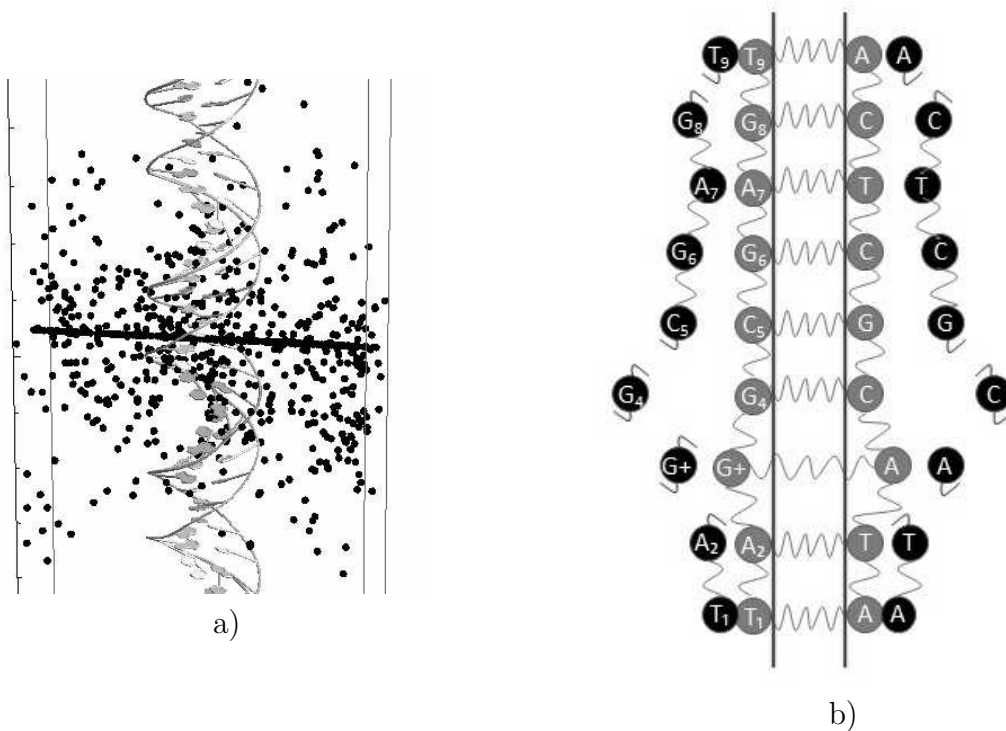 T₉ T₉ A A
G₈ G₈ C C
A₇ A₇ T T
G₆ G₆ C C
C₅ C₅ G G
G₄ G₄ C C
G+ G+ A A
A₂ A₂ T T
T₁ T₁ A A
a)
b)